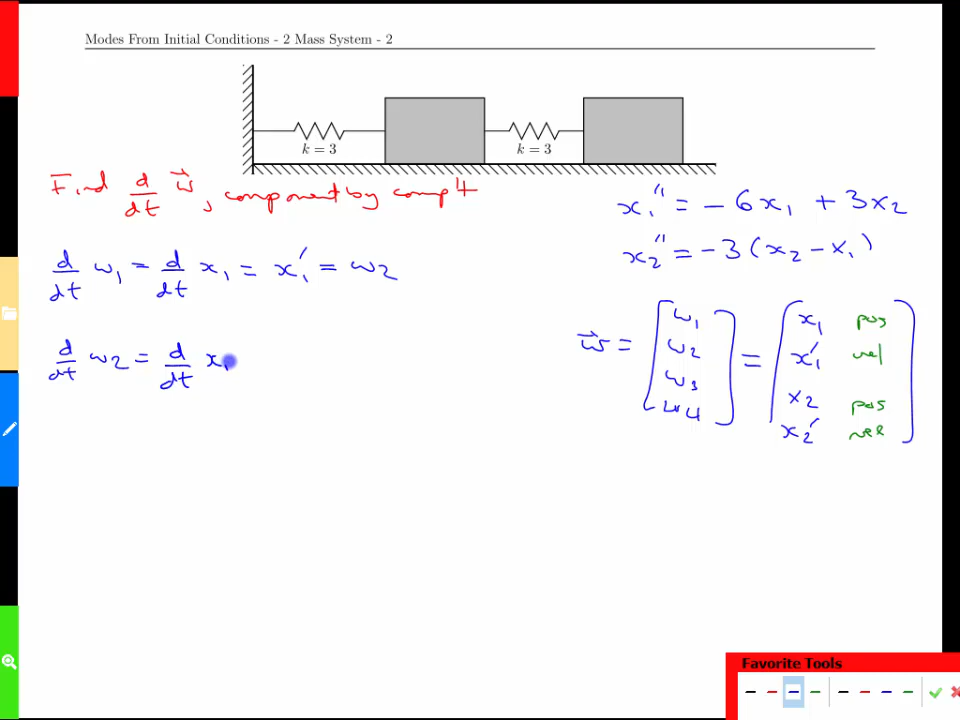 Modes From Initial Conditions - 2 Mass System - 2
k = 3
k = 3
Find d/dt w⃗, component by comp4
x₁'' = -6x₁ + 3x₂
x₂'' = -3(x₂ - x₁)
d/dt w₁ = d/dt x₁ = x₁' = w₂
w⃗ = [w₁ w₂ w₃ w₄] = [x₁ x₁' x₂ x₂']
pos
vel
pos
vel
d/dt w₂ = d/dt x₁
Favorite Tools